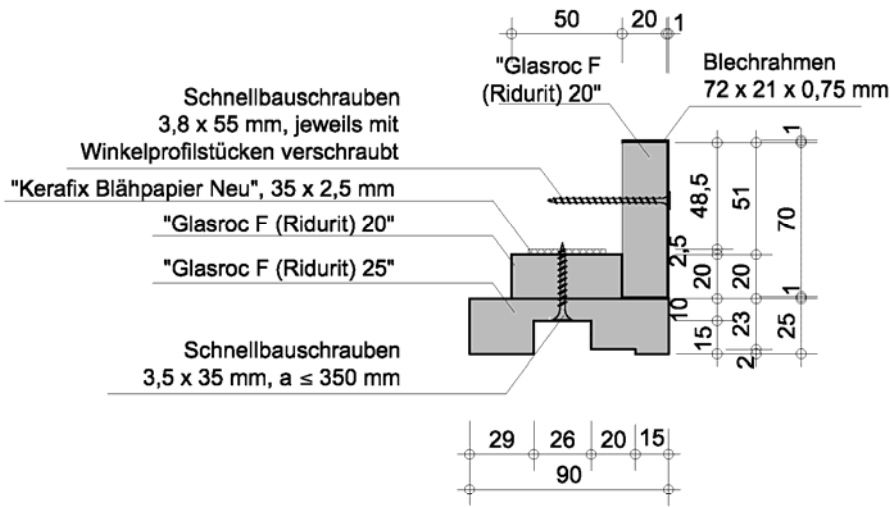 50
20
1
"Glasroc F
(Ridurit) 20"
Blechrahmen
72 x 21 x 0,75 mm
Schnellbauschrauben
3,8 x 55 mm, jeweils mit
Winkelprofilstücken verschraubt
"Kerafix Blähpapier Neu", 35 x 2,5 mm
"Glasroc F (Ridurit) 20"
"Glasroc F (Ridurit) 25"
Schnellbauschrauben
3,5 x 35 mm, a ≤ 350 mm
48,5
2,5
20
10
15
51
20
23
2
1
70
1
25
29
26
20
15
90